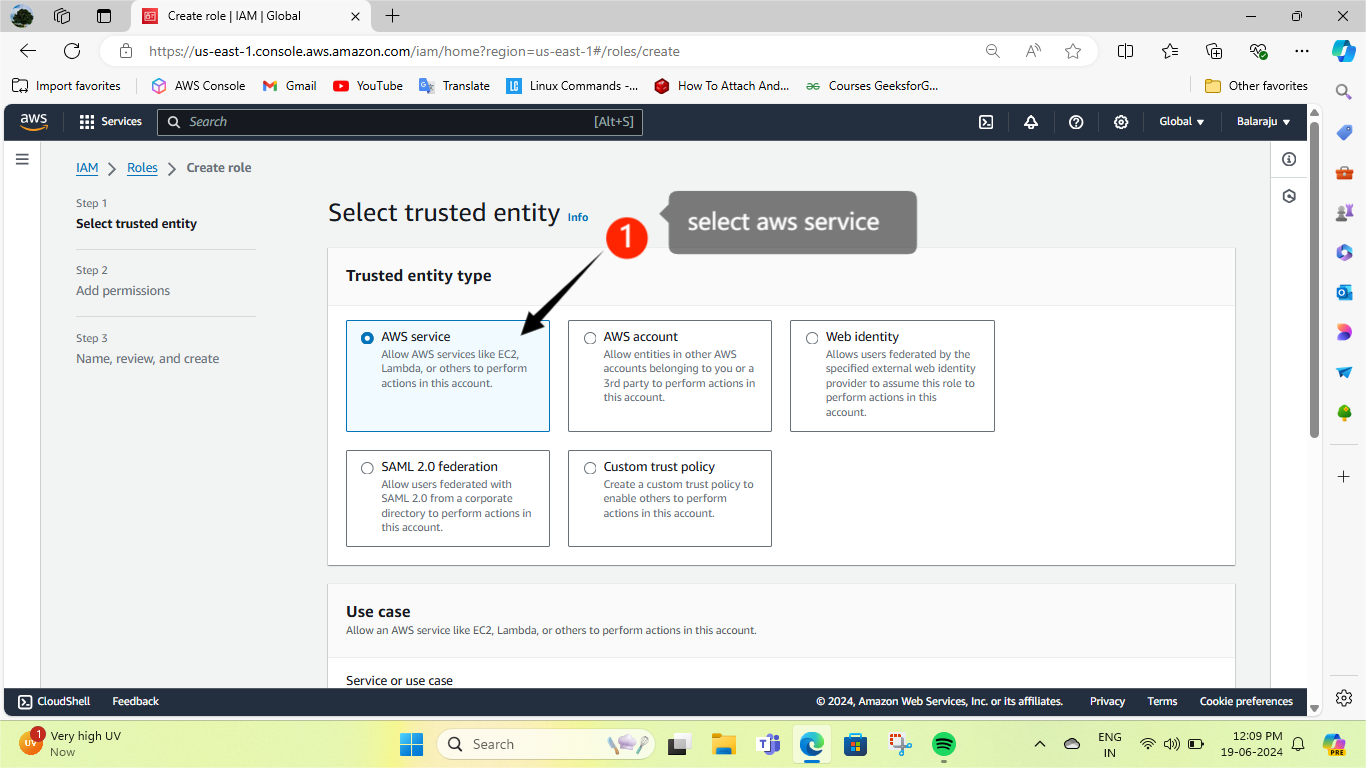 Create role | IAM | Global
https://us-east-1.console.aws.amazon.com/iam/home?region=us-east-1#/roles/create
Import favorites
AWS Console
Gmail
YouTube
Translate
Linux Commands -...
How To Attach And...
Courses GeeksforG...
Other favorites
aws
Services
Search
[Alt+S]
Global
Balaraju
IAM
Roles
Create role
Step 1
Select trusted entity
Step 2
Add permissions
Step 3
Name, review, and create
Select trusted entity Info
1
select aws service
Trusted entity type
AWS service
Allow AWS services like EC2,
Lambda, or others to perform
actions in this account.
AWS account
Allow entities in other AWS
accounts belonging to you or a
3rd party to perform actions in
this account.
Web identity
Allows users federated by the
specified external web identity
provider to assume this role to
perform actions in this
account.
SAML 2.0 federation
Allow users federated with
SAML 2.0 from a corporate
directory to perform actions in
this account.
Custom trust policy
Create a custom trust policy to
enable others to perform
actions in this account.
Use case
Allow an AWS service like EC2, Lambda, or others to perform actions in this account.
Service or use case
CloudShell
Feedback
© 2024, Amazon Web Services, Inc. or its affiliates.
Privacy
Terms
Cookie preferences
UV
1
Very high UV
Now
Search
ENG
IN
12:09 PM
19-06-2024
PRE